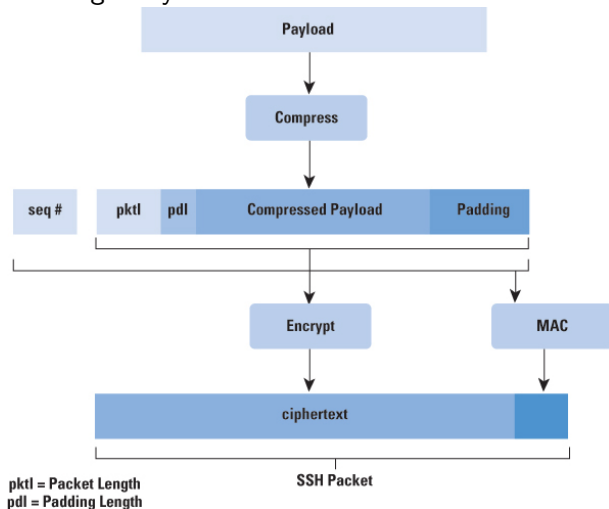 Payload
Compress
seq # pktl pdl Compressed Payload Padding
Encrypt MAC
ciphertext
SSH Packet
pktl = Packet Length
pdl = Padding Length